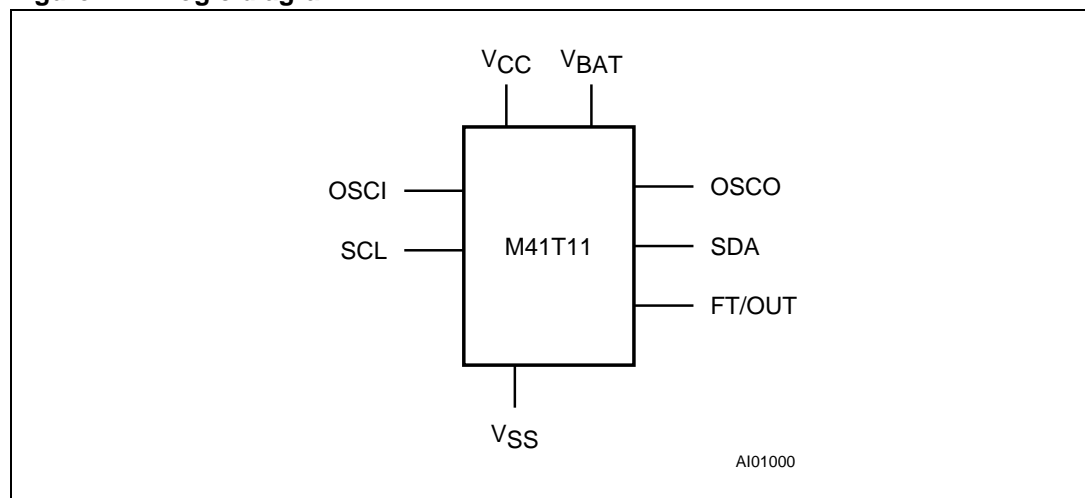 VCC VBAT
OSCI
OSCO
SCL
M41T11
SDA
FT/OUT
VSS
AI01000